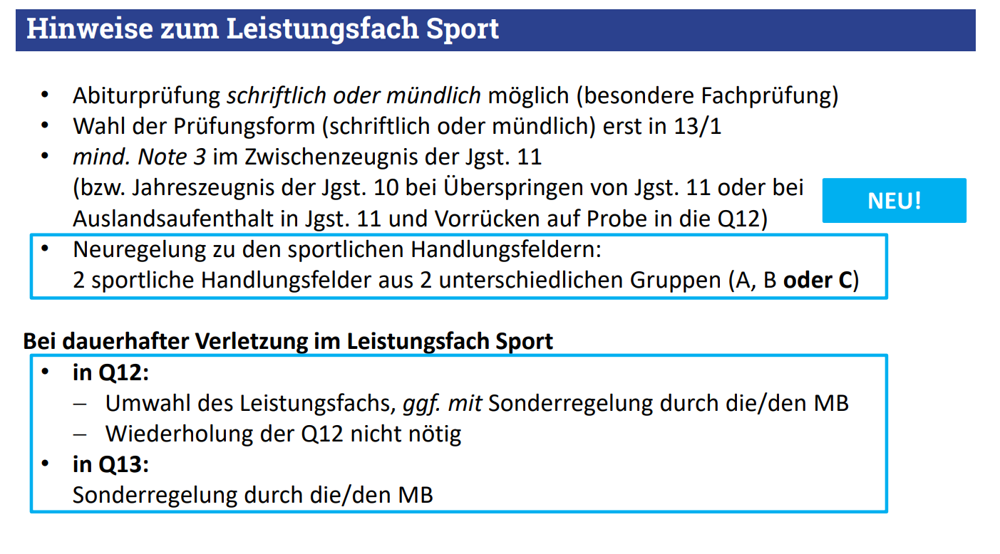 Hinweise zum Leistungsfach Sport
• Abiturprüfung schriftlich oder mündlich möglich (besondere Fachprüfung)
• Wahl der Prüfungsform (schriftlich oder mündlich) erst in 13/1
• mind. Note 3 im Zwischenzeugnis der Jgst. 11
(bzw. Jahreszeugnis der Jgst. 10 bei Überspringen von Jgst. 11 oder bei
Auslandsaufenthalt in Jgst. 11 und Vorrücken auf Probe in die Q12)
NEU!
• Neuregelung zu den sportlichen Handlungsfeldern:
2 sportliche Handlungsfelder aus 2 unterschiedlichen Gruppen (A, B oder C)
Bei dauerhafter Verletzung im Leistungsfach Sport
• in Q12:
– Umwahl des Leistungsfachs, ggf. mit Sonderregelung durch die/den MB
– Wiederholung der Q12 nicht nötig
• in Q13:
Sonderregelung durch die/den MB